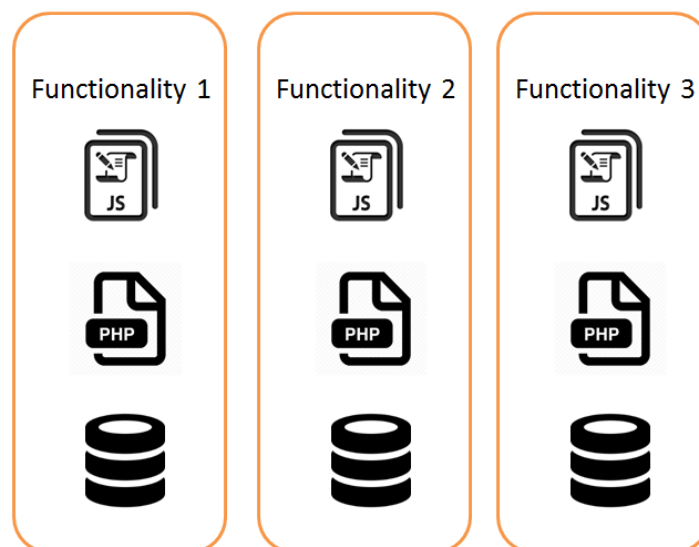 Functionality 1
JS
PHP
Functionality 2
JS
PHP
Functionality 3
JS
PHP